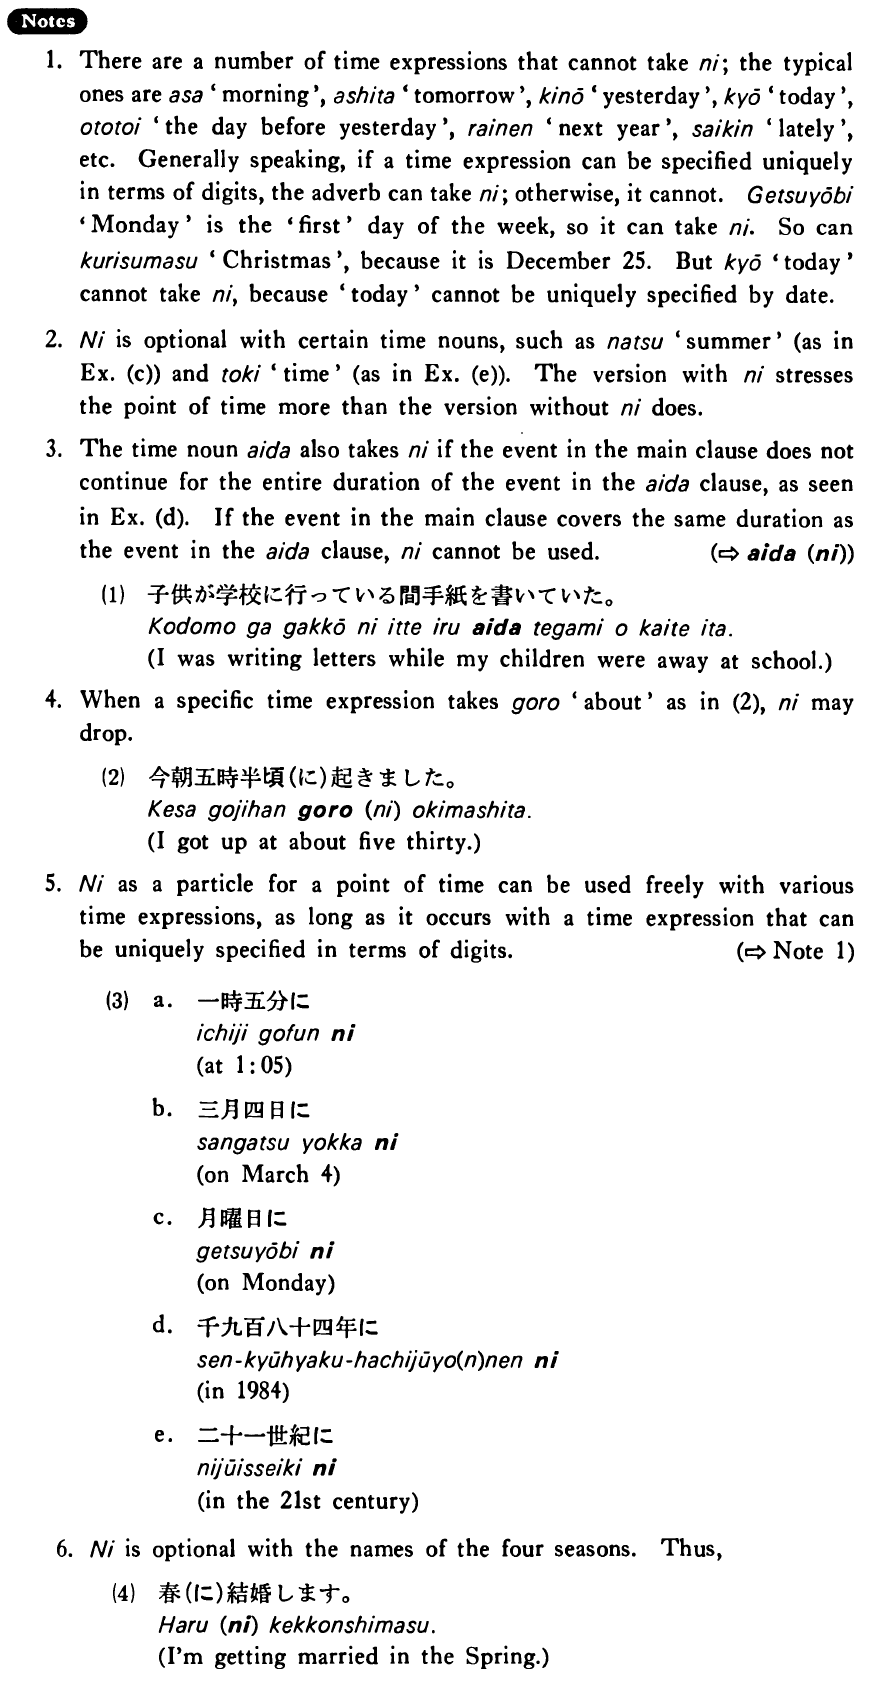 Notes
1. There are a number of time expressions that cannot take ni; the typical
ones are asa ‘morning’, ashita ‘tomorrow’, kinō ‘yesterday’, kyō ‘today’,
ototoi ‘the day before yesterday’, rainen ‘next year’, saikin ‘lately’,
etc. Generally speaking, if a time expression can be specified uniquely
in terms of digits, the adverb can take ni; otherwise, it cannot. Getsuyōbi
‘Monday’ is the ‘first’ day of the week, so it can take ni. So can
kurisumasu ‘Christmas’, because it is December 25. But kyō ‘today’
cannot take ni, because ‘today’ cannot be uniquely specified by date.
2. Ni is optional with certain time nouns, such as natsu ‘summer’ (as in
Ex. (c)) and toki ‘time’ (as in Ex. (e)). The version with ni stresses
the point of time more than the version without ni does.
3. The time noun aida also takes ni if the event in the main clause does not
continue for the entire duration of the event in the aida clause, as seen
in Ex. (d). If the event in the main clause covers the same duration as
the event in the aida clause, ni cannot be used. (⇨ aida (ni))
(1) 子供が学校に行っている間手紙を書いていた。
Kodomo ga gakkō ni itte iru aida tegami o kaite ita.
(I was writing letters while my children were away at school.)
4. When a specific time expression takes goro ‘about’ as in (2), ni may
drop.
(2) 今朝五時半頃(に)起きました。
Kesa gojihan goro (ni) okimashita.
(I got up at about five thirty.)
5. Ni as a particle for a point of time can be used freely with various
time expressions, as long as it occurs with a time expression that can
be uniquely specified in terms of digits. (⇨ Note 1)
(3) a. 一時五分に
ichiji gofun ni
(at 1:05)
b. 三月四日に
sangatsu yokka ni
(on March 4)
c. 月曜日に
getsuyōbi ni
(on Monday)
d. 千九百八十四年に
sen-kyūhyaku-hachijūyo(n)nen ni
(in 1984)
e. 二十一世紀に
nijūisseiki ni
(in the 21st century)
6. Ni is optional with the names of the four seasons. Thus,
(4) 春(に)結婚します。
Haru (ni) kekkonshimasu.
(I’m getting married in the Spring.)